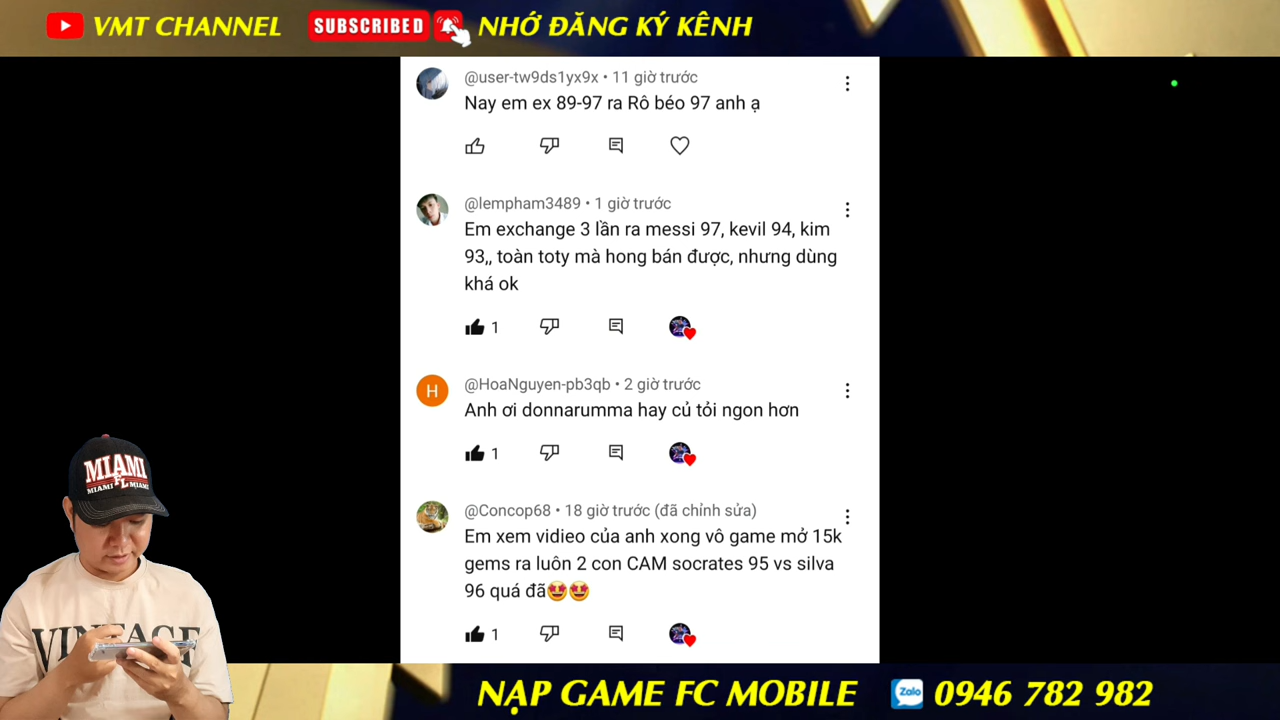 VMT CHANNEL SUBSCRIBED NHỚ ĐĂNG KÝ KÊNH
@user-tw9ds1yx9x • 11 giờ trước
Nay em ex 89-97 ra Rô béo 97 anh ạ
@lempham3489 • 1 giờ trước
Em exchange 3 lần ra messi 97, kevil 94, kim
93,, toàn toty mà hong bán được, nhưng dùng
khá ok
1
H
@HoaNguyen-pb3qb • 2 giờ trước
Anh ơi donnarumma hay củ tỏi ngon hơn
1
@Concop68 • 18 giờ trước (đã chỉnh sửa)
Em xem vidieo của anh xong vô game mở 15k
gems ra luôn 2 con CAM socrates 95 vs silva
96 quá đã🤩🤩
1
MIAMI
MIAMI FL MIAMI
VINTAGE
NẠP GAME FC MOBILE Zalo 0946 782 982